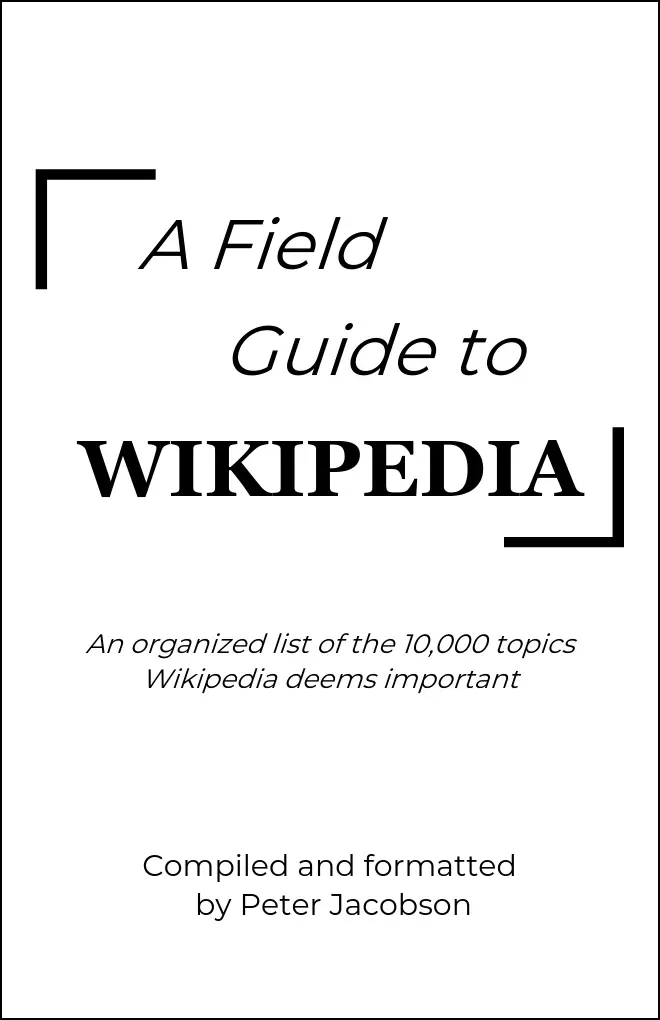 A Field
Guide to
WIKIPEDIA
An organized list of the 10,000 topics
Wikipedia deems important
Compiled and formatted
by Peter Jacobson